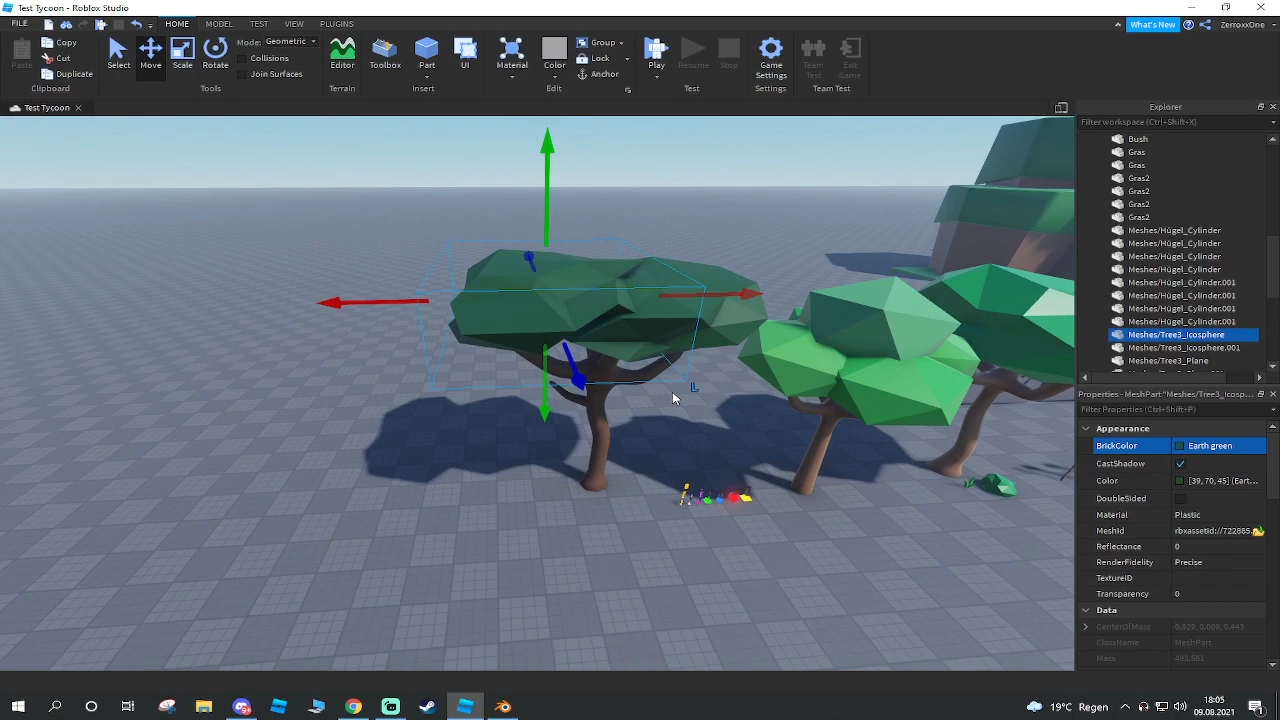 Test Tycoon - Roblox Studio
FILE HOME MODEL TEST VIEW PLUGINS What's New ZeroxxOne
Paste Copy Cut Duplicate Select Move Scale Rotate Mode: Geometric Collisions Join Surfaces Editor Toolbox Part UI Material Color Group Lock Anchor Play Resume Stop Game Settings Team Test Exit Game
Clipboard Tools Terrain Insert Edit Test Settings Team Test
Test Tycoon
Explorer
Filter workspace (Ctrl+Shift+X)
Bush
Gras
Gras
Gras2
Gras2
Gras2
Gras2
Meshes/Hügel_Cylinder
Meshes/Hügel_Cylinder
Meshes/Hügel_Cylinder
Meshes/Hügel_Cylinder
Meshes/Hügel_Cylinder.001
Meshes/Hügel_Cylinder.001
Meshes/Hügel_Cylinder.001
Meshes/Hügel_Cylinder.001
Meshes/Tree3_Icosphere
Meshes/Tree3_Icosphere.001
Meshes/Tree3_Plane
Properties - MeshPart "Meshes/Tree3_Icosp...
Filter Properties (Ctrl+Shift+P)
Appearance
BrickColor Earth green
CastShadow
Color [39, 70, 45] (Eart...
DoubleSided
Material Plastic
MeshId rbxassetid://722885.
Reflectance 0
RenderFidelity Precise
TextureID
Transparency 0
Data
CenterOfMass 0.929, 0.008, 0.443
ClassName MeshPart
Mass 493.561
L
19°C Regen
18:05
09.08.2021